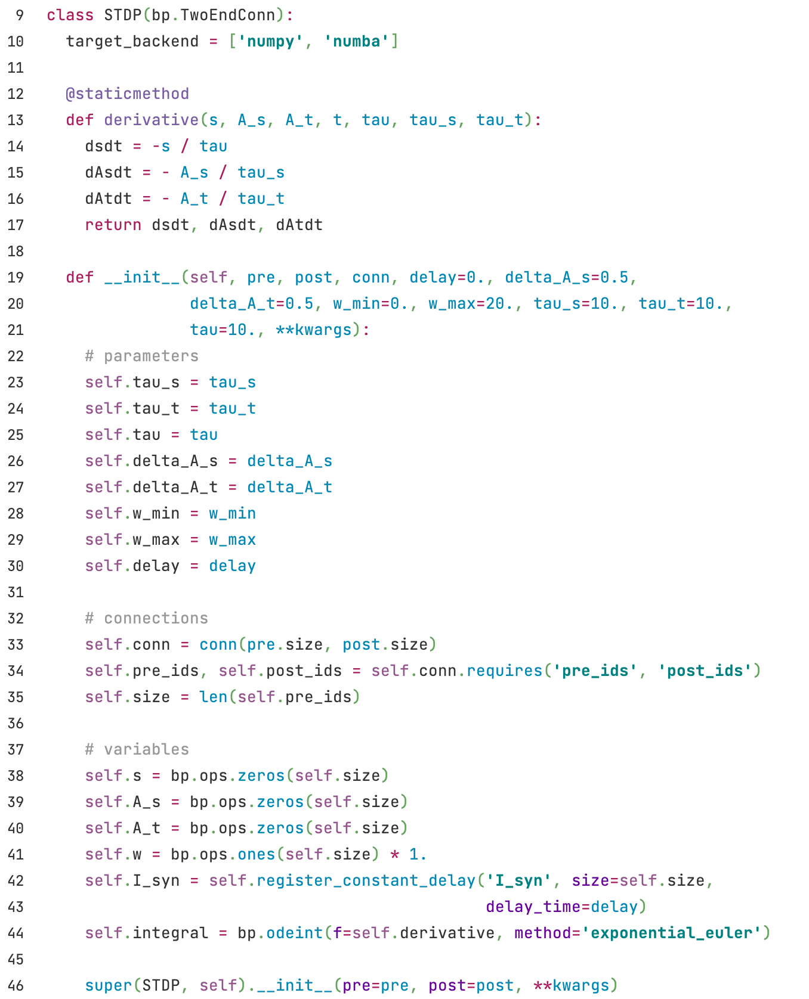 9 class STDP(bp.TwoEndConn):
10 target_backend = ['numpy', 'numba']
11
12 @staticmethod
13 def derivative(s, A_s, A_t, t, tau, tau_s, tau_t):
14 dsdt = -s / tau
15 dAsdt = - A_s / tau_s
16 dAtdt = - A_t / tau_t
17 return dsdt, dAsdt, dAtdt
18
19 def __init__(self, pre, post, conn, delay=0., delta_A_s=0.5,
20 delta_A_t=0.5, w_min=0., w_max=20., tau_s=10., tau_t=10.,
21 tau=10., **kwargs):
22 # parameters
23 self.tau_s = tau_s
24 self.tau_t = tau_t
25 self.tau = tau
26 self.delta_A_s = delta_A_s
27 self.delta_A_t = delta_A_t
28 self.w_min = w_min
29 self.w_max = w_max
30 self.delay = delay
31
32 # connections
33 self.conn = conn(pre.size, post.size)
34 self.pre_ids, self.post_ids = self.conn.requires('pre_ids', 'post_ids')
35 self.size = len(self.pre_ids)
36
37 # variables
38 self.s = bp.ops.zeros(self.size)
39 self.A_s = bp.ops.zeros(self.size)
40 self.A_t = bp.ops.zeros(self.size)
41 self.w = bp.ops.ones(self.size) * 1.
42 self.I_syn = self.register_constant_delay('I_syn', size=self.size,
43 delay_time=delay)
44 self.integral = bp.odeint(f=self.derivative, method='exponential_euler')
45
46 super(STDP, self).__init__(pre=pre, post=post, **kwargs)